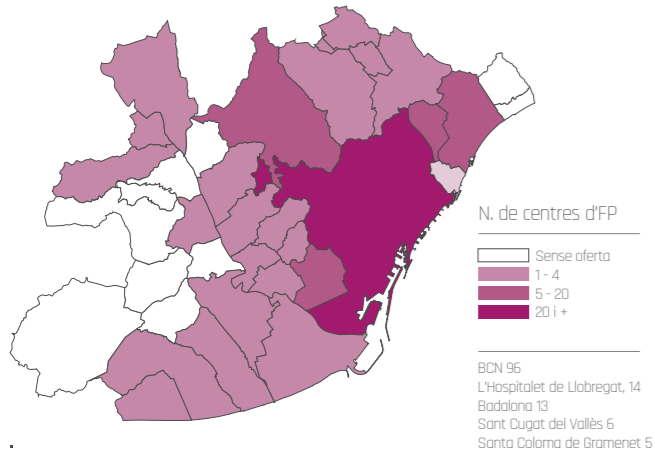 N. de centres d'FP
Sense oferta
1 - 4
5 - 20
20 i +
BCN 96
L'Hospitalet de Llobregat, 14
Badalona 13
Sant Cugat del Vallès 6
Santa Coloma de Gramenet 5
.